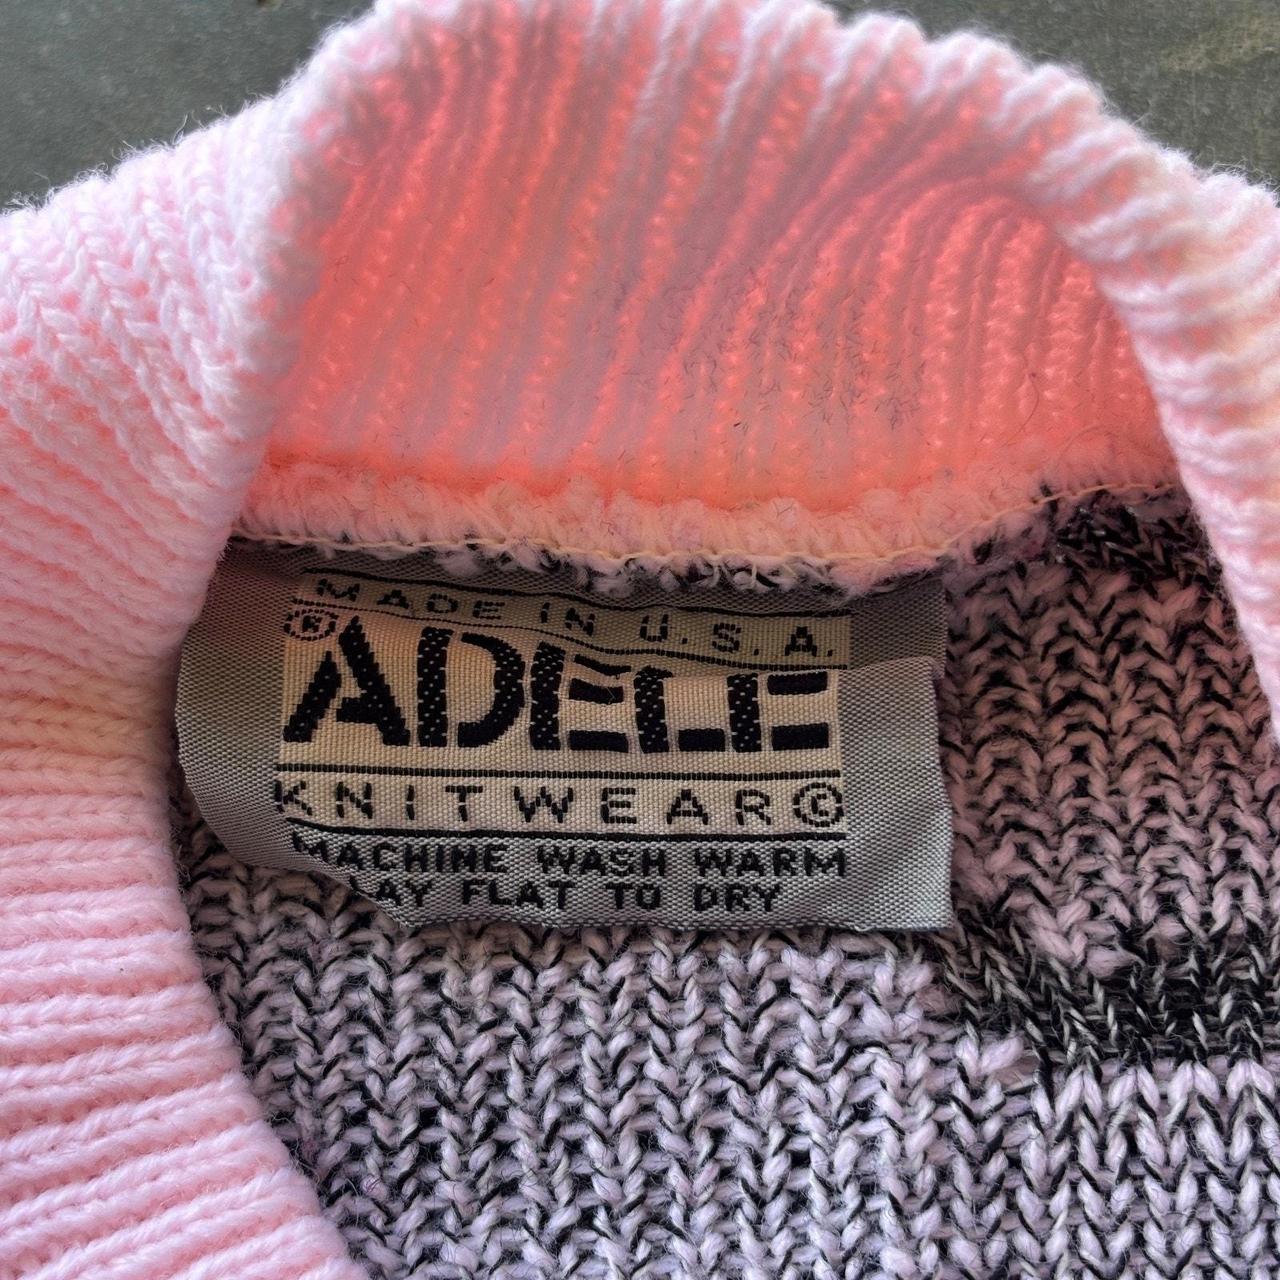 MADE IN U.S.A.
® ADELE
KNITWEAR©
MACHINE WASH WARM
LAY FLAT TO DRY